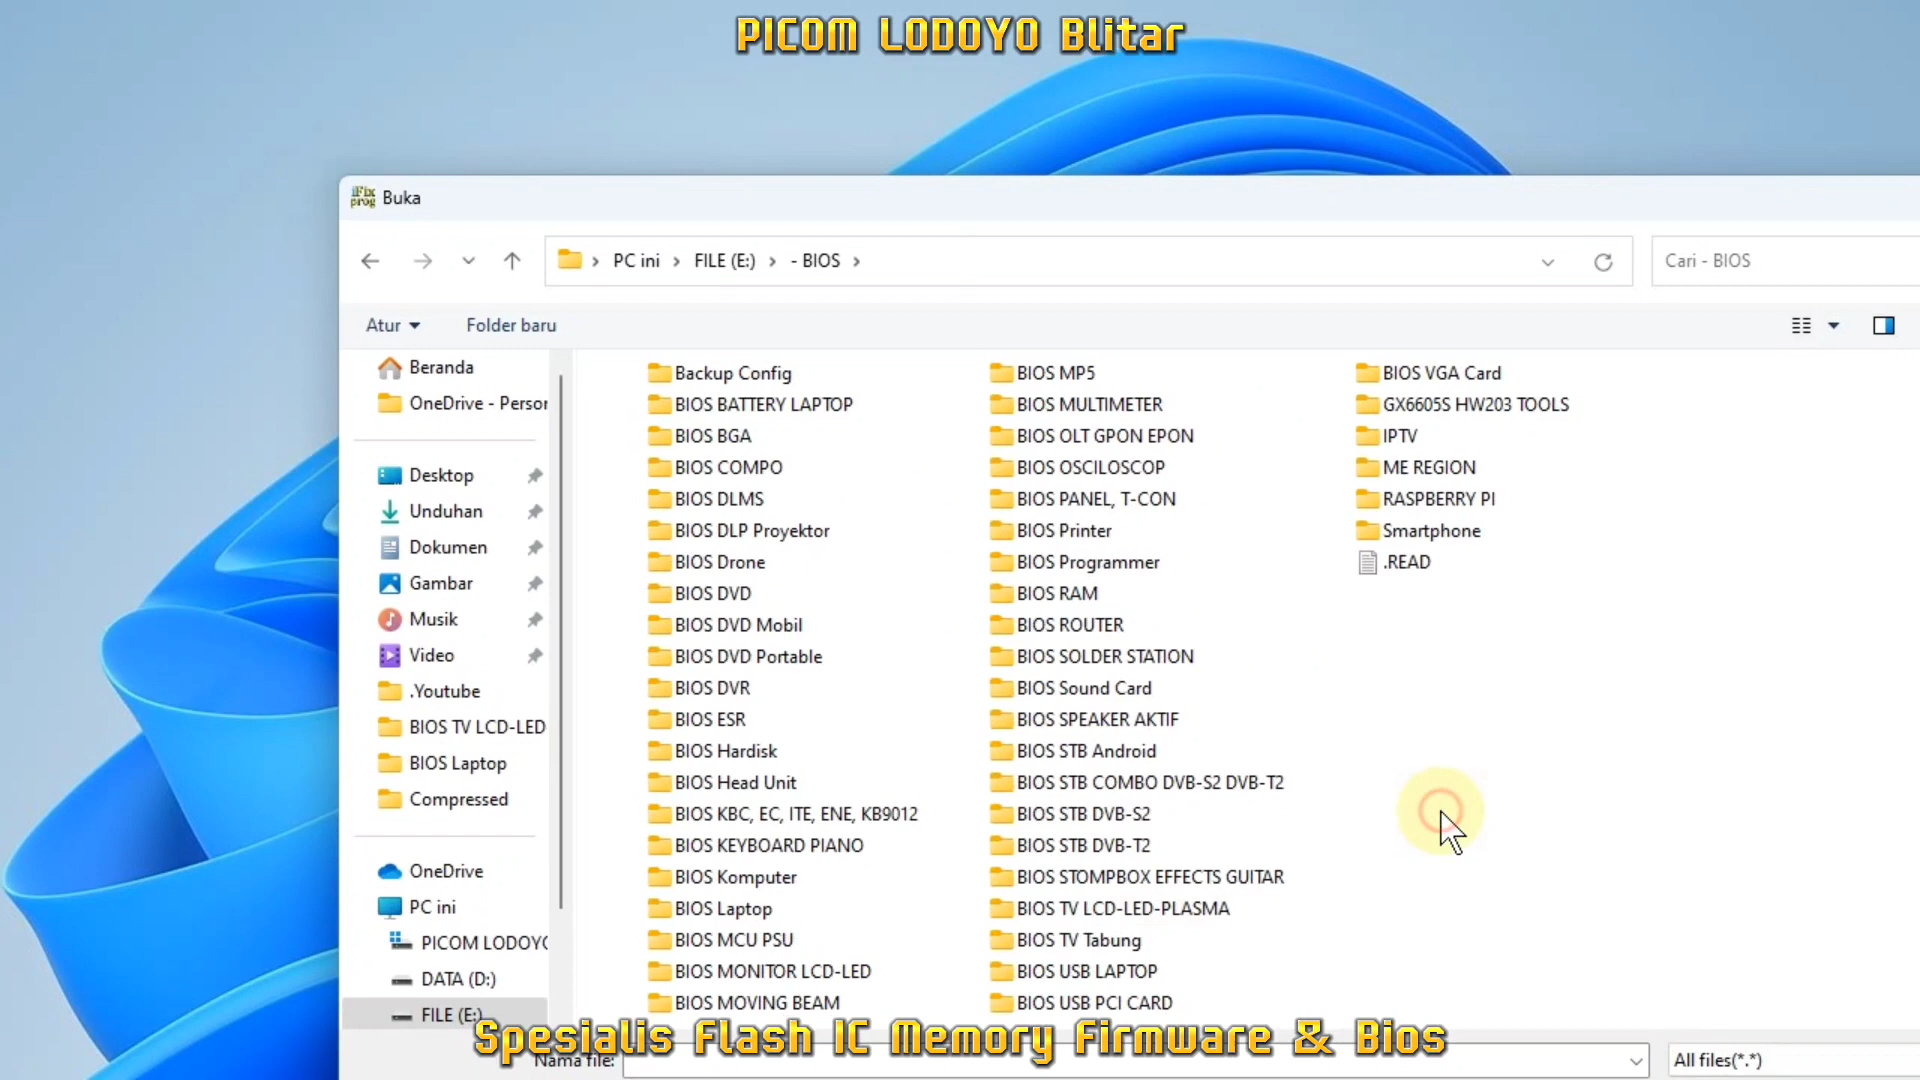 PICOM LODOYO Blitar
iFix prog Buka
PC ini > FILE (E:) > - BIOS >
Cari - BIOS
Atur
Folder baru
Beranda
OneDrive - Person
Desktop
Unduhan
Dokumen
Gambar
Musik
Video
.Youtube
BIOS TV LCD-LED
BIOS Laptop
Compressed
OneDrive
PC ini
PICOM LODOYO
DATA (D:)
FILE (E:)
Backup Config
BIOS BATTERY LAPTOP
BIOS BGA
BIOS COMPO
BIOS DLMS
BIOS DLP Proyektor
BIOS Drone
BIOS DVD
BIOS DVD Mobil
BIOS DVD Portable
BIOS DVR
BIOS ESR
BIOS Hardisk
BIOS Head Unit
BIOS KBC, EC, ITE, ENE, KB9012
BIOS KEYBOARD PIANO
BIOS Komputer
BIOS Laptop
BIOS MCU PSU
BIOS MONITOR LCD-LED
BIOS MOVING BEAM
BIOS MP5
BIOS MULTIMETER
BIOS OLT GPON EPON
BIOS OSCILOSCOP
BIOS PANEL, T-CON
BIOS Printer
BIOS Programmer
BIOS RAM
BIOS ROUTER
BIOS SOLDER STATION
BIOS Sound Card
BIOS SPEAKER AKTIF
BIOS STB Android
BIOS STB COMBO DVB-S2 DVB-T2
BIOS STB DVB-S2
BIOS STB DVB-T2
BIOS STOMPBOX EFFECTS GUITAR
BIOS TV LCD-LED-PLASMA
BIOS TV Tabung
BIOS USB LAPTOP
BIOS USB PCI CARD
BIOS VGA Card
GX6605S HW203 TOOLS
IPTV
ME REGION
RASPBERRY PI
Smartphone
.READ
Spesialis Flash IC Memory Firmware & Bios
Nama file:
All files(*.*)